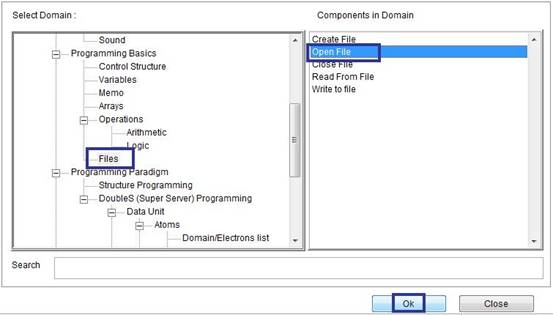 Select Domain :
Components in Domain
Sound
Programming Basics
Control Structure
Variables
Memo
Arrays
Operations
Arithmetic
Logic
Files
Programming Paradigm
Structure Programming
DoubleS (Super Server) Programming
Data Unit
Atoms
Domain/Electrons list
Create File
Open File
Close File
Read From File
Write to file
Search
Ok
Close